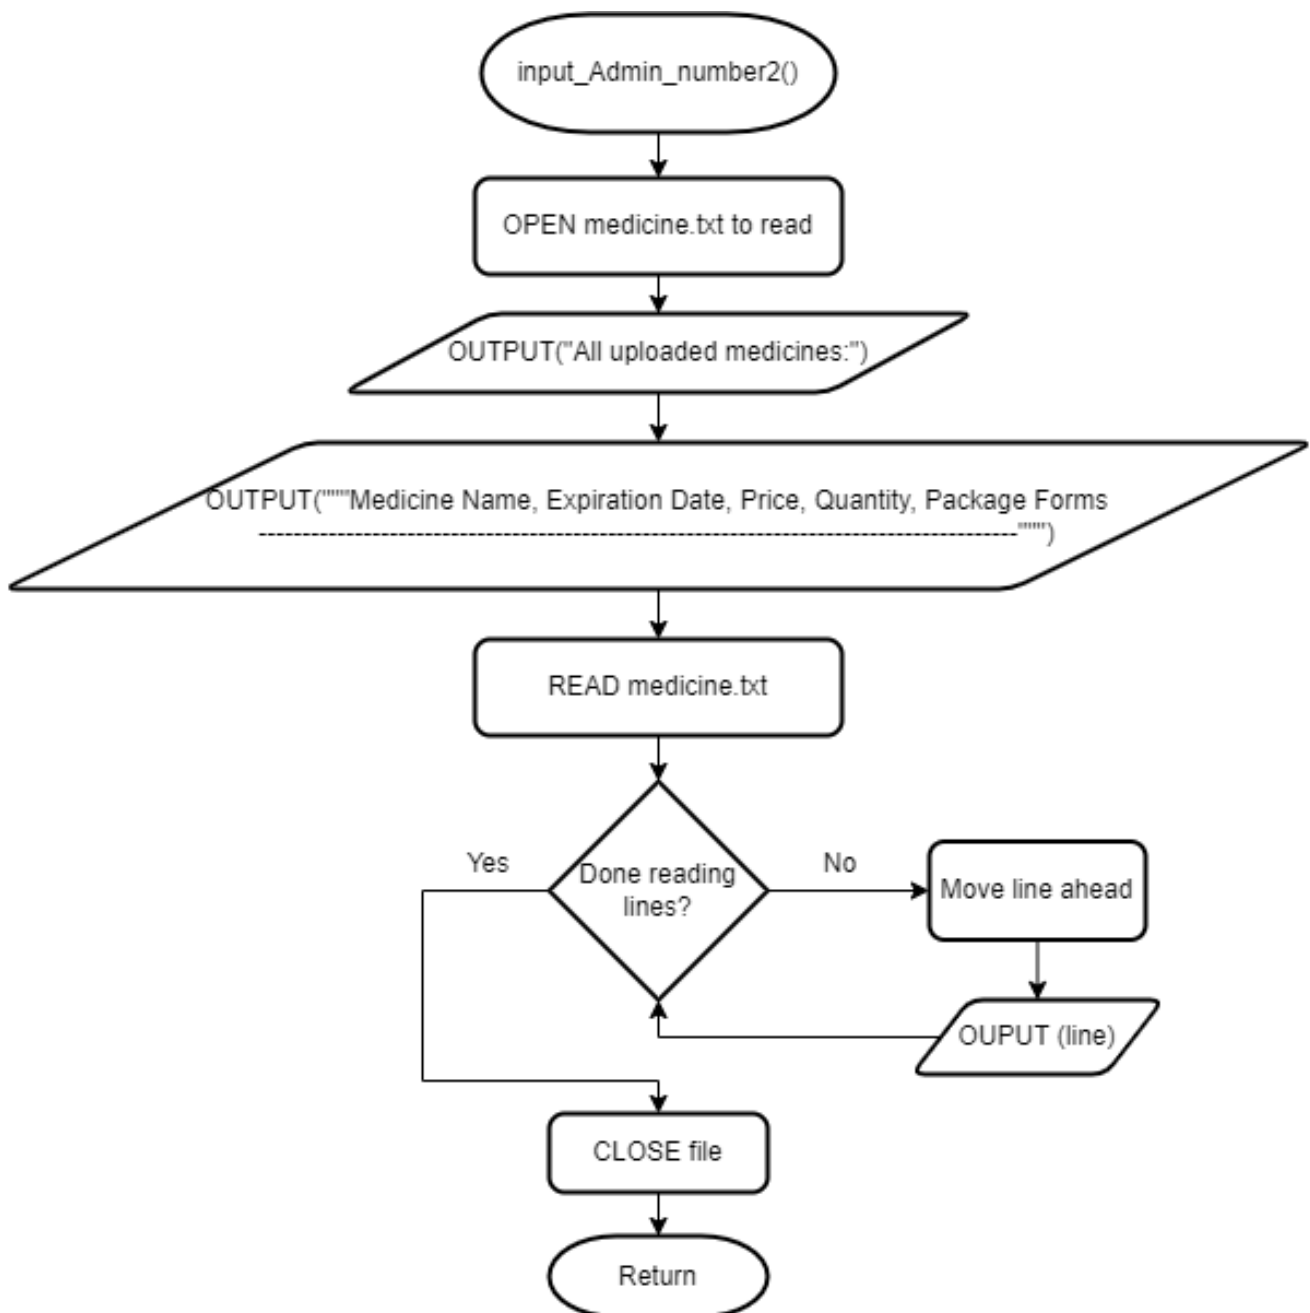 input_Admin_number2()
OPEN medicine.txt to read
OUTPUT("All uploaded medicines:")
OUTPUT("""Medicine Name, Expiration Date, Price, Quantity, Package Forms
--------------------------------------------------------------------------------------------""")
READ medicine.txt
Done reading
lines?
Yes
No
Move line ahead
OUPUT (line)
CLOSE file
Return